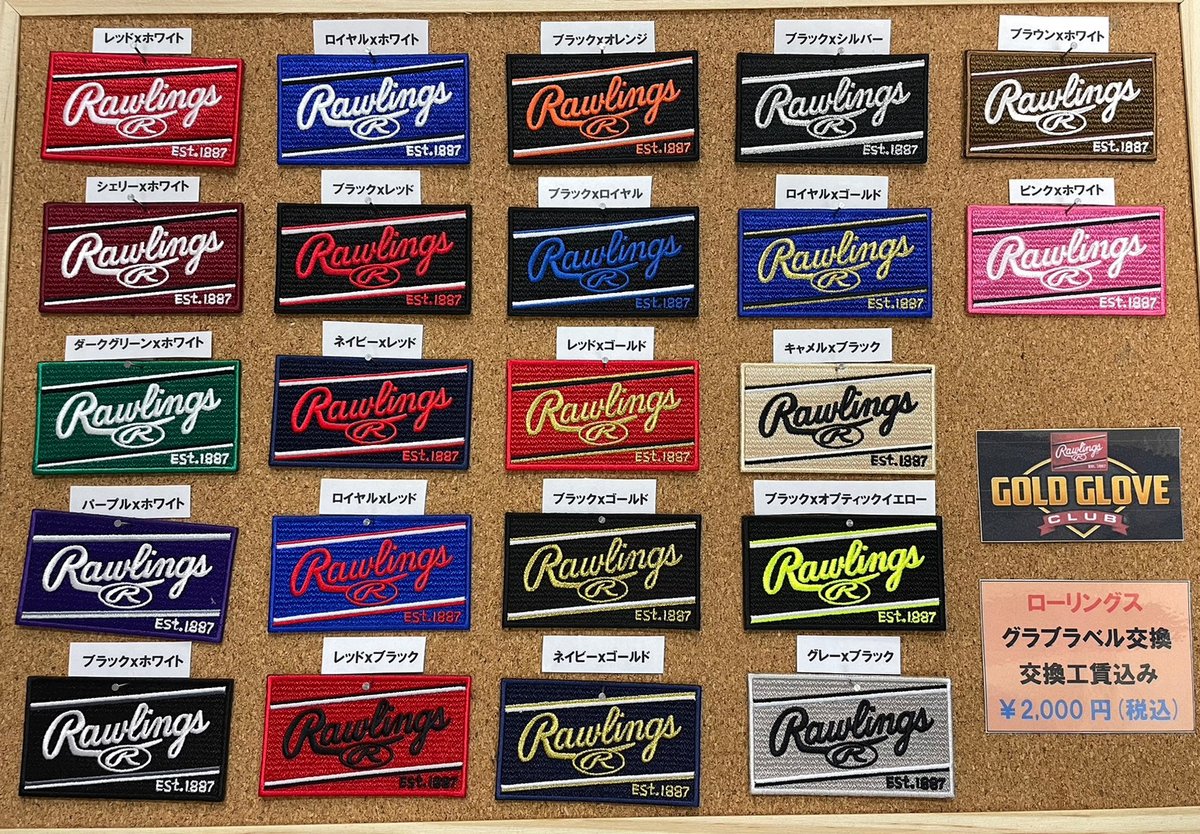 レッドxホワイト
Rawlings
R
EST.1887
ロイヤルxホワイト
Rawlings
R
EST.1887
ブラックxオレンジ
Rawlings
R
EST.1887
ブラックxシルバー
Rawlings
R
EST.1887
ブラウンxホワイト
Rawlings
R
EST.1887
シェリーxホワイト
Rawlings
R
EST.1887
ブラックxレッド
Rawlings
R
EST.1887
ブラックxロイヤル
Rawlings
R
EST.1887
ロイヤルxゴールド
Rawlings
R
EST.1887
ピンクxホワイト
Rawlings
R
EST.1887
ダークグリーンxホワイト
Rawlings
R
EST.1887
ネイビーxレッド
Rawlings
R
EST.1887
レッドxゴールド
Rawlings
R
EST.1887
キャメルxブラック
Rawlings
R
EST.1887
パープルxホワイト
Rawlings
R
EST.1887
ロイヤルxレッド
Rawlings
R
EST.1887
ブラックxゴールド
Rawlings
R
EST.1887
ブラックxオプティックイエロー
Rawlings
R
EST.1887
ブラックxホワイト
Rawlings
R
EST.1887
レッドxブラック
Rawlings
R
EST.1887
ネイビーxゴールド
Rawlings
R
EST.1887
グレーxブラック
Rawlings
R
EST.1887
Rawlings
R
EST. 1887
GOLD GLOVE
CLUB
ローリングス
グラブラベル交換
交換工賃込み
￥2,000円(税込)